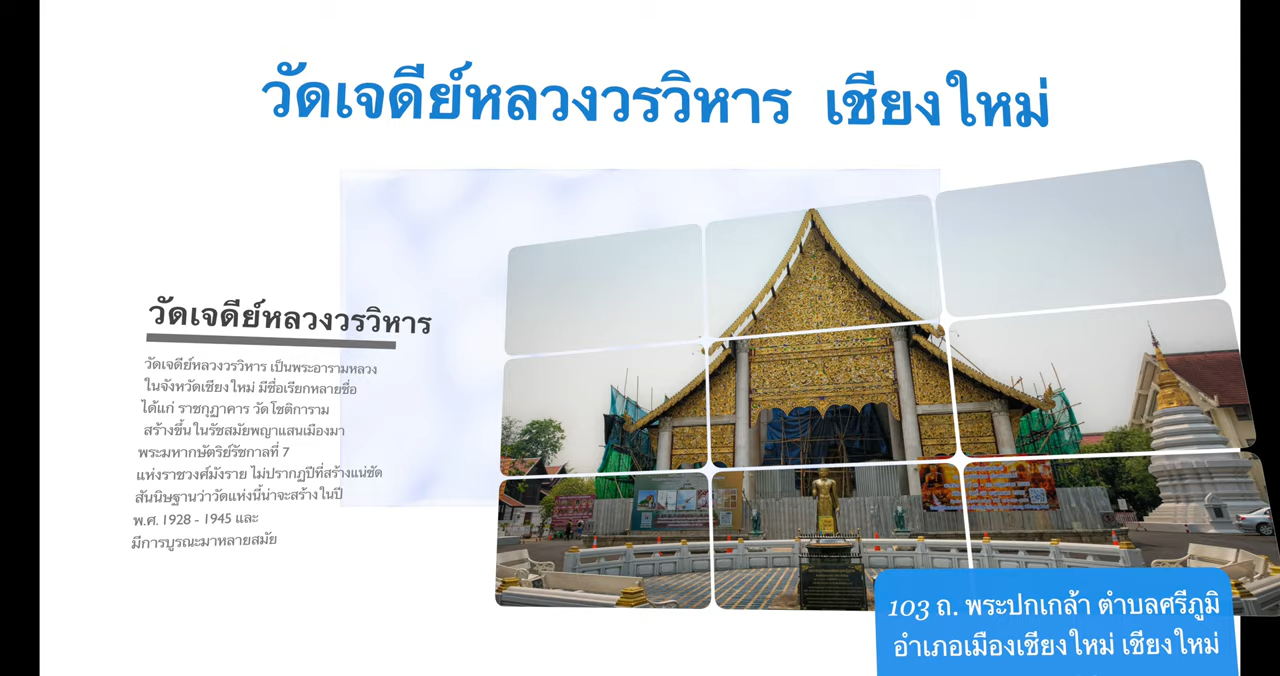 วัดเจดีย์หลวงวรวิหาร เชียงใหม่
วัดเจดีย์หลวงวรวิหาร
วัดเจดีย์หลวงวรวิหาร เป็นพระอารามหลวง
ในจังหวัดเชียงใหม่ มีชื่อเรียกหลายชื่อ
ได้แก่ ราชกุฏาคาร วัดโชติการาม
สร้างขึ้นในรัชสมัยพญาแสนเมืองมา
พระมหากษัตริย์รัชกาลที่ 7
แห่งราชวงศ์มังราย ไม่ปรากฏปีที่สร้างแน่ชัด
สันนิษฐานว่าวัดแห่งนี้น่าจะสร้างในปี
พ.ศ. 1928 - 1945 และ
มีการบูรณะมาหลายสมัย
103 ถ. พระปกเกล้า ตำบลศรีภูมิ
อำเภอเมืองเชียงใหม่ เชียงใหม่